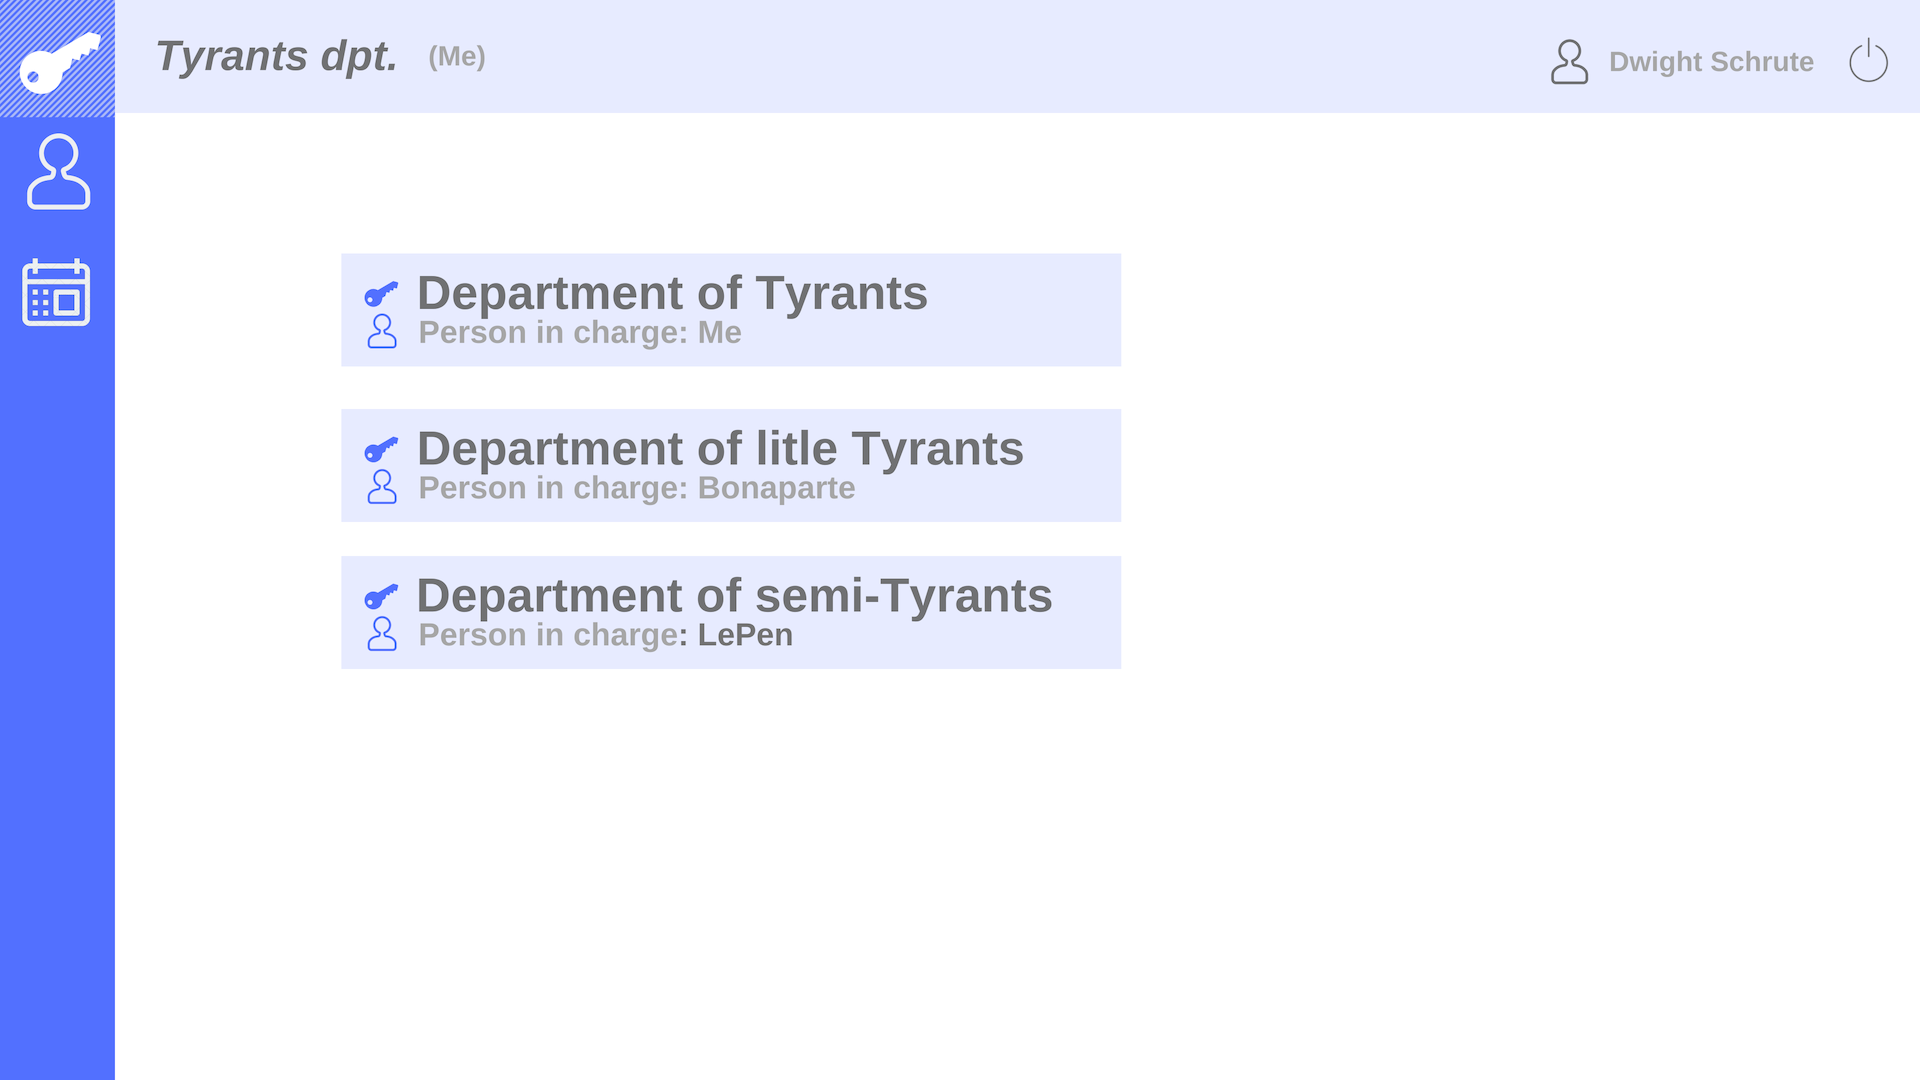 Tyrants dpt. (Me)
Dwight Schrute
Department of Tyrants
Person in charge: Me
Department of litle Tyrants
Person in charge: Bonaparte
Department of semi-Tyrants
Person in charge: LePen